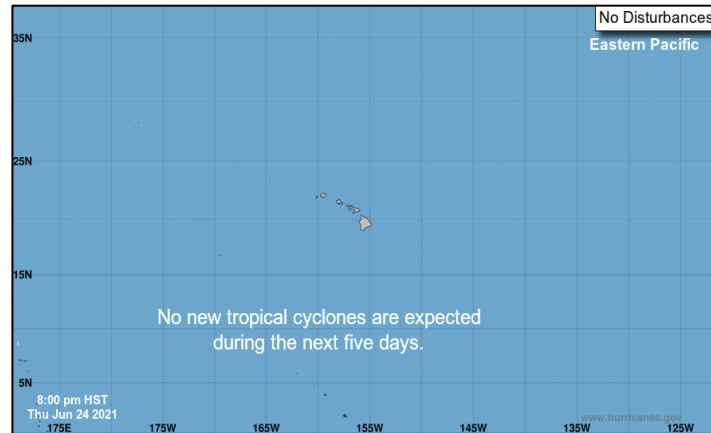 No Disturbances
Eastern Pacific
35N
25N
15N
No new tropical cyclones are expected
during the next five days.
5N
8:00 pm HST
Thu Jun 24 2021
www.hurricanes.gov
175E 175W 165W 155W 145W 135W 125W